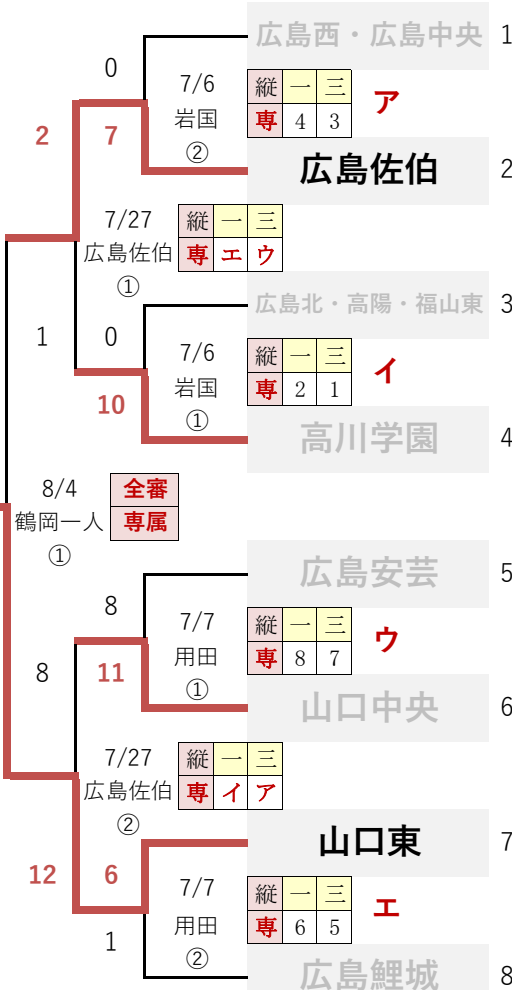 広島西・広島中央 1
0
7/6 縦 一 三 ア
岩国 専 4 3
②
2 7
広島佐伯 2
7/27 縦 一 三
広島佐伯 専 エ ウ
①
広島北・高陽・福山東 3
1 0
7/6 縦 一 三 イ
岩国 専 2 1
①
10
高川学園 4
8/4 全審
鶴岡一人 専属
①
広島安芸 5
8
7/7 縦 一 三 ウ
用田 専 8 7
①
8 11
山口中央 6
7/27 縦 一 三
広島佐伯 専 イ ア
②
山口東 7
12 6
7/7 縦 一 三 エ
用田 専 6 5
②
1
広島鯉城 8